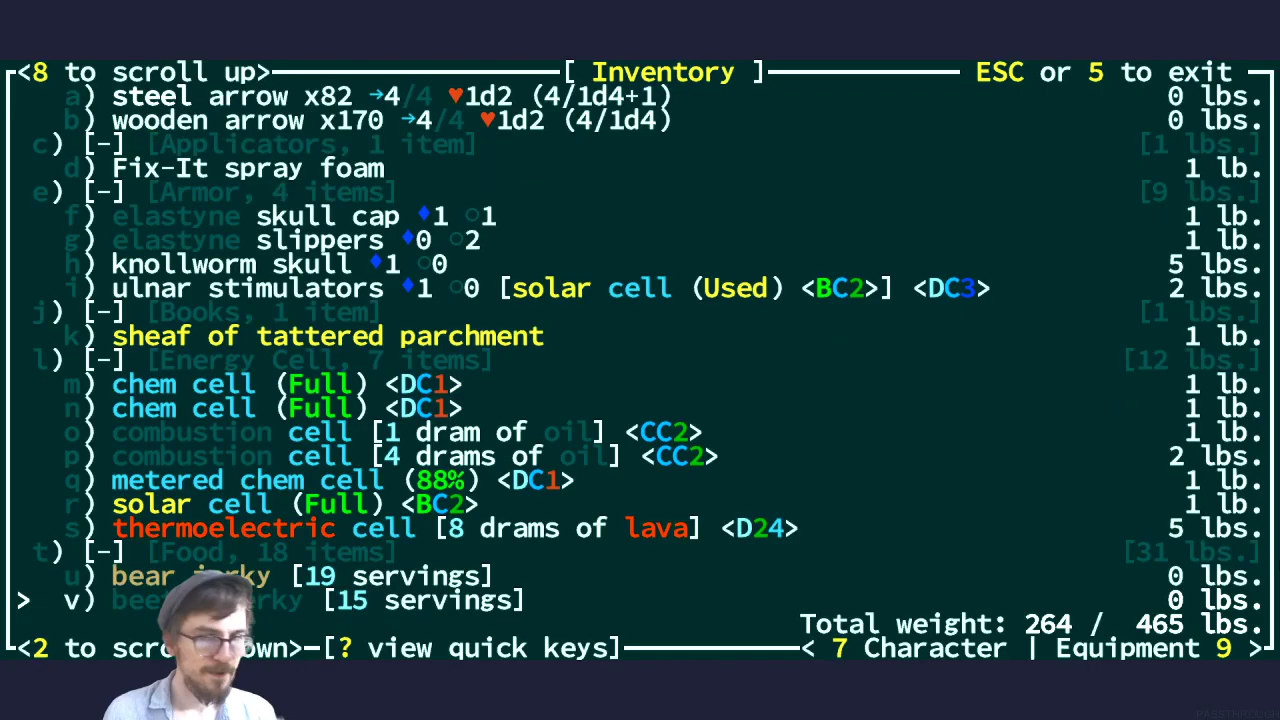 <8 to scroll up> [ Inventory ] ESC or 5 to exit
a) steel arrow x82 →4/4 ♥1d2 (4/1d4+1) 0 lbs.
b) wooden arrow x170 →4/4 ♥1d2 (4/1d4) 0 lbs.
c) [-] [Applicators, 1 item] [1 lbs.]
d) Fix-It spray foam 1 lb.
e) [-] [Armor, 4 items] [9 lbs.]
f) elastyne skull cap ♦1 ○1 1 lb.
g) elastyne slippers ♦0 ○2 1 lb.
h) knollworm skull ♦1 ○0 5 lbs.
i) ulnar stimulators ♦1 ○0 [solar cell (Used) <BC2>] <DC3> 2 lbs.
j) [-] [Books, 1 item] [1 lbs.]
k) sheaf of tattered parchment 1 lb.
l) [-] [Energy Cell, 7 items] [12 lbs.]
m) chem cell (Full) <DC1> 1 lb.
n) chem cell (Full) <DC1> 1 lb.
o) combustion cell [1 dram of oil] <CC2> 1 lb.
p) combustion cell [4 drams of oil] <CC2> 2 lbs.
q) metered chem cell (88%) <DC1> 1 lb.
r) solar cell (Full) <BC2> 1 lb.
s) thermoelectric cell [8 drams of lava] <D24> 5 lbs.
t) [-] [Food, 18 items] [31 lbs.]
u) bear jerky [19 servings] 0 lbs.
> v) jerky [15 servings] 0 lbs.
Total weight: 264 / 465 lbs.
<2 to [? view quick keys] < 7 Character | Equipment 9 >